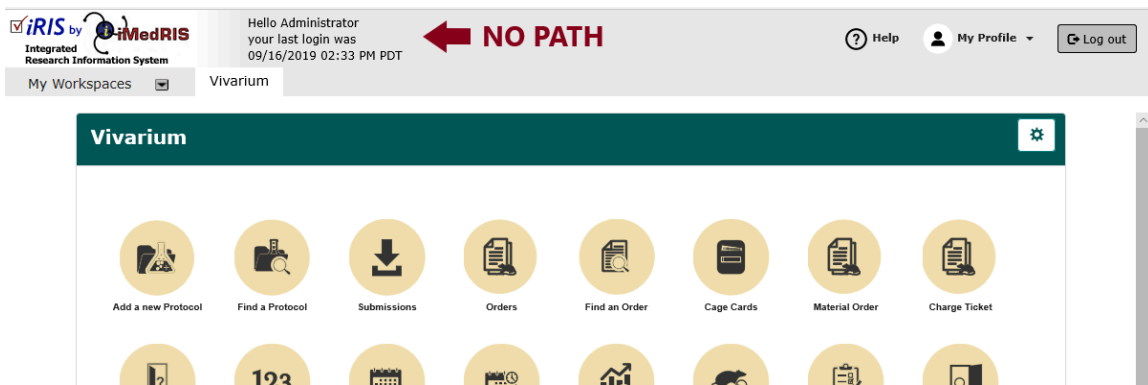 iRIS by iMedRIS
Integrated
Research Information System
Hello Administrator
your last login was
09/16/2019 02:33 PM PDT
NO PATH
? Help
My Profile
Log out
My Workspaces
Vivarium
Vivarium
Add a new Protocol
Find a Protocol
Submissions
Orders
Find an Order
Cage Cards
Material Order
Charge Ticket
?
123